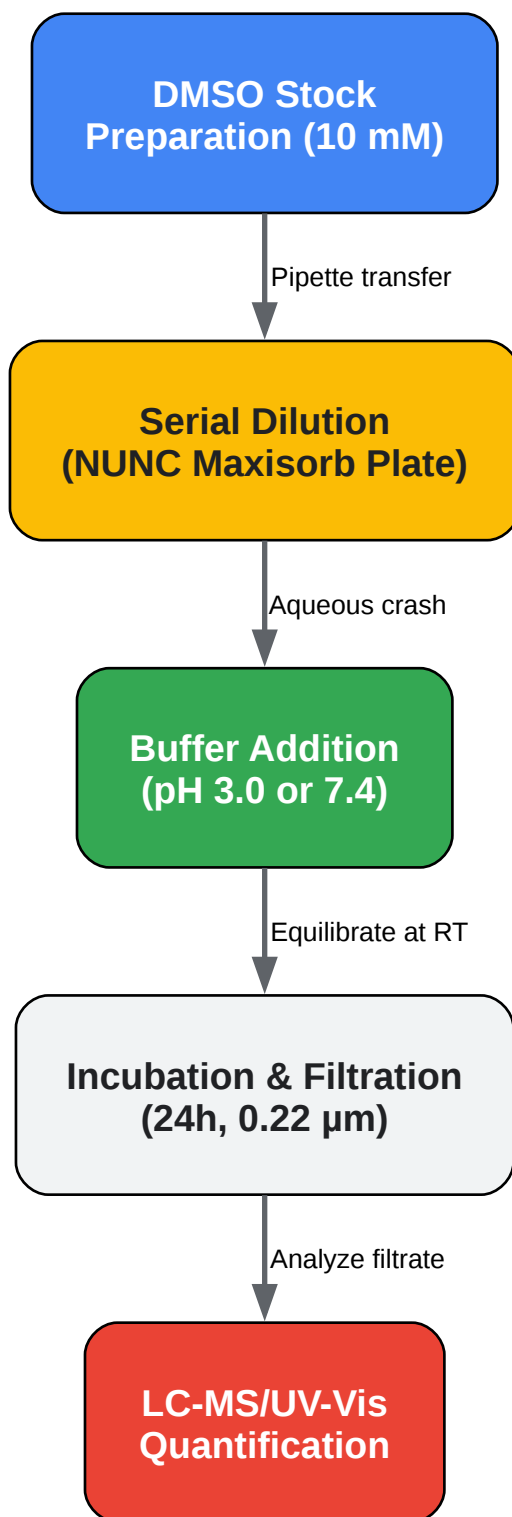 DMSO Stock
Preparation (10 mM)
Pipette transfer
Serial Dilution
(NUNC Maxisorb Plate)
Aqueous crash
Buffer Addition
(pH 3.0 or 7.4)
Equilibrate at RT
Incubation & Filtration
(24h, 0.22 µm)
Analyze filtrate
LC-MS/UV-Vis
Quantification